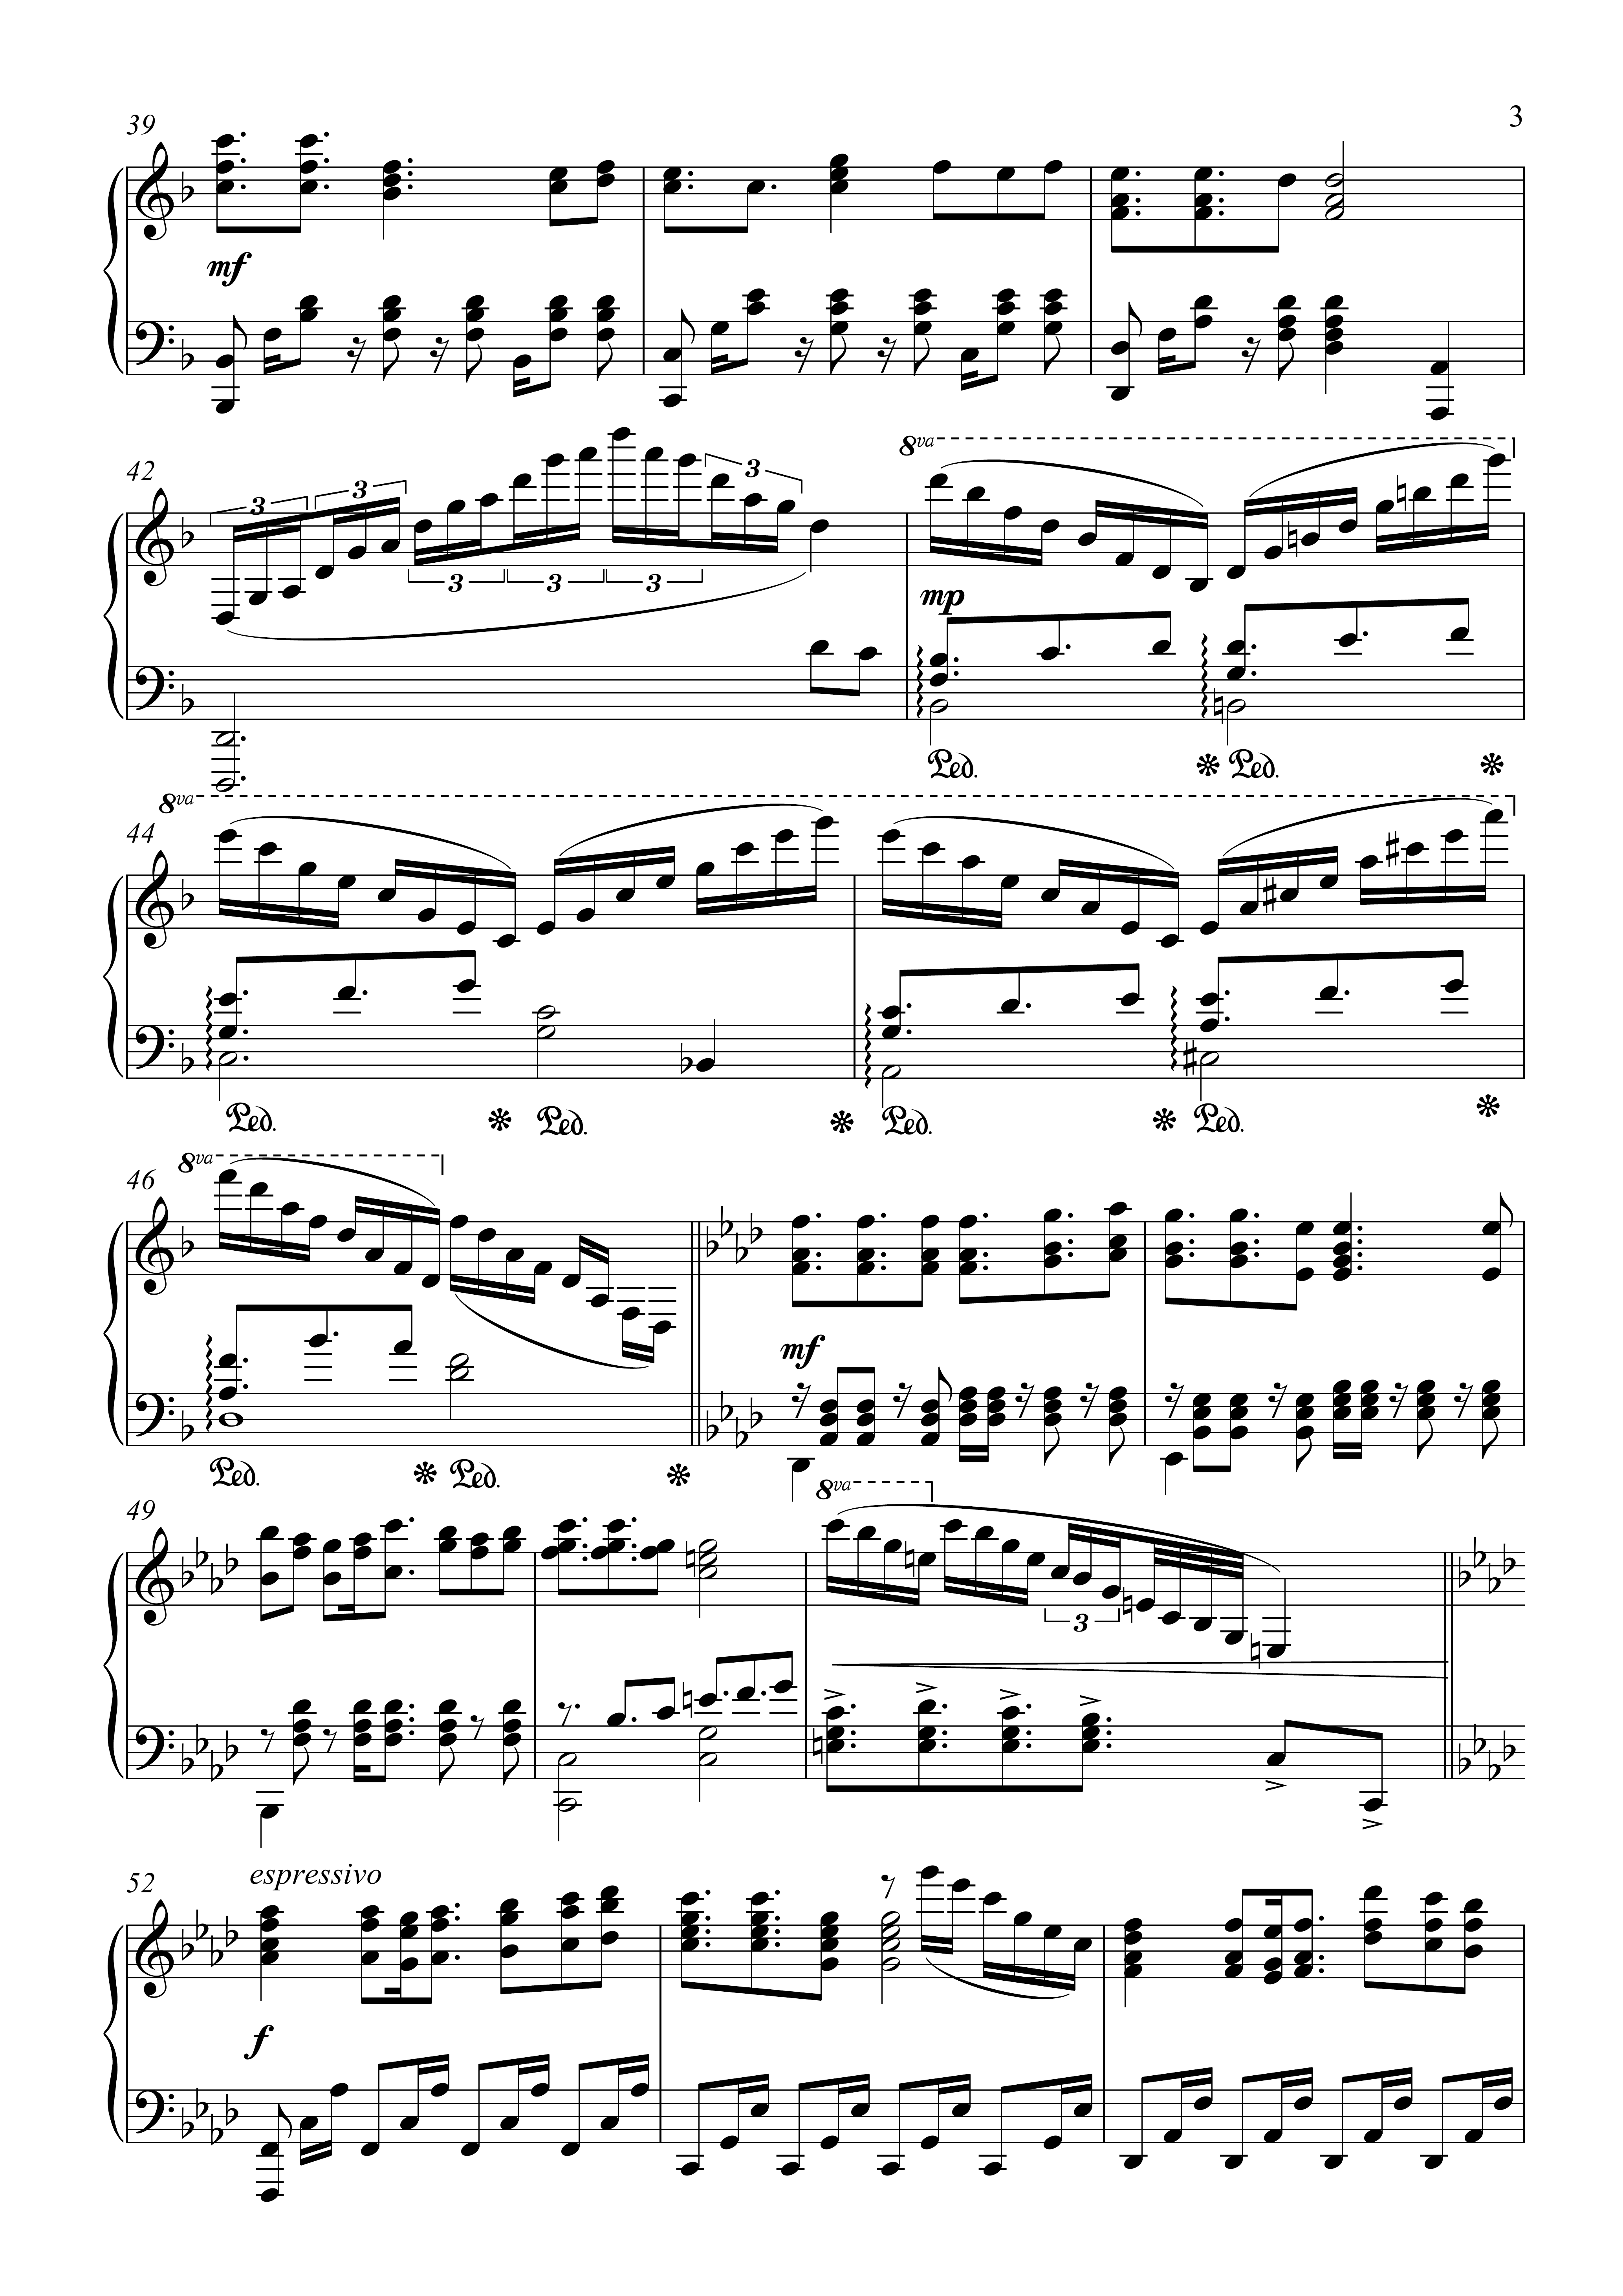 39
3
mf
42
3 3 3
3 3 3
8va
mp
Ped. Ped.
8va
44
Ped. Ped. Ped. Ped.
8va
46
mf
Ped. Ped.
49
8va
3
52
espressivo
f